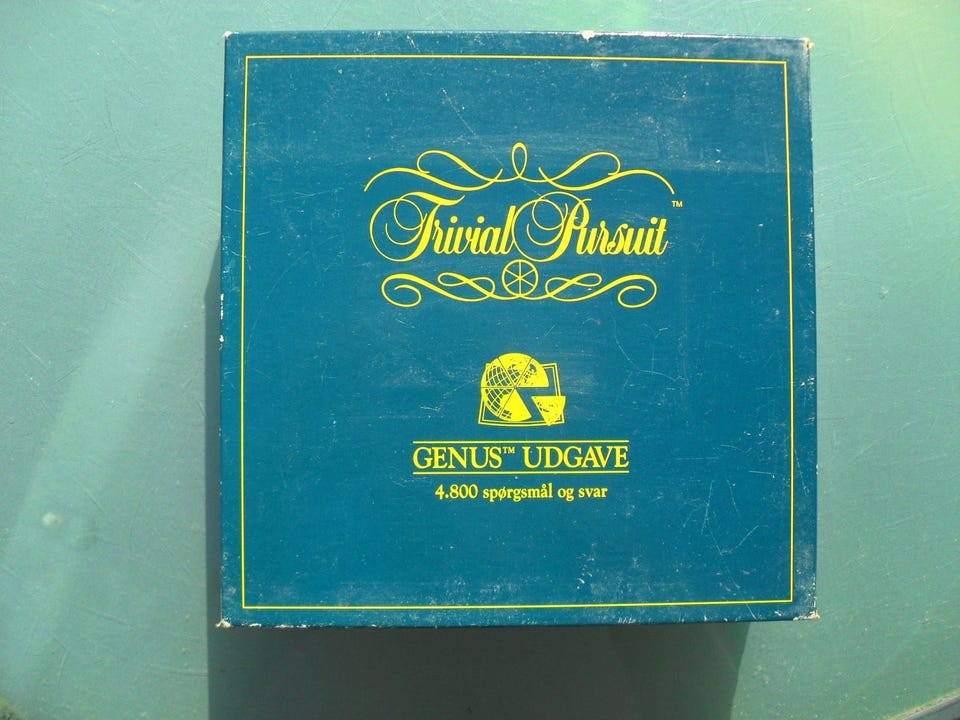 Trivial Pursuit™
GENUS™ UDGAVE
4.800 spørgsmål og svar